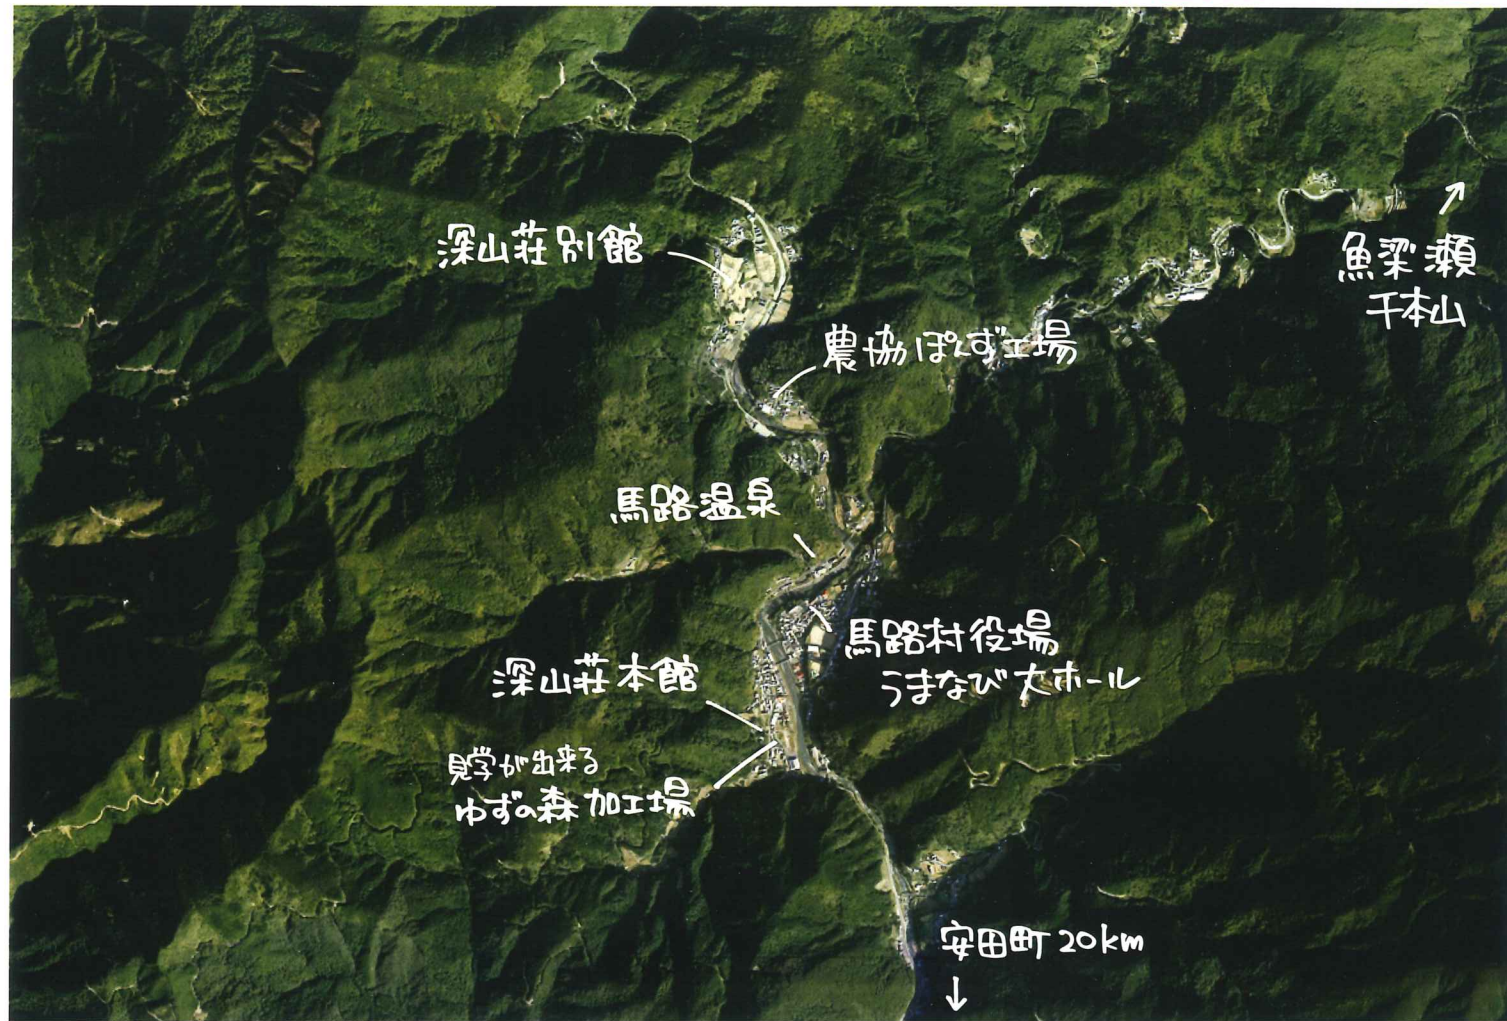 深山荘別館
魚梁瀬
千本山
農協ぽんず工場
馬路温泉
馬路村役場
うまなび大ホール
深山荘本館
見学が出来る
ゆずの森加工場
安田町20km